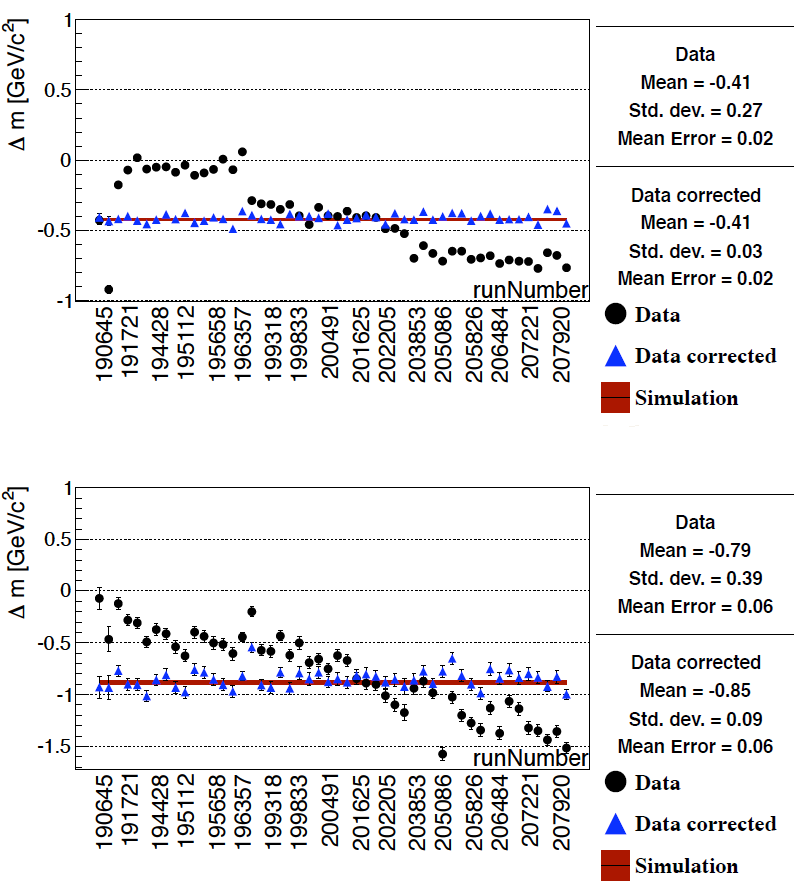 1
0.5
0
-0.5
-1
Δ m [GeV/c²]
runNumber
190645
191721
194428
195112
195658
196357
199318
199833
200491
201625
202205
203853
205086
205826
206484
207221
207920
Data
Mean = -0.41
Std. dev. = 0.27
Mean Error = 0.02
Data corrected
Mean = -0.41
Std. dev. = 0.03
Mean Error = 0.02
Data
Data corrected
Simulation
1
0.5
0
-0.5
-1
-1.5
Δ m [GeV/c²]
runNumber
190645
191721
194428
195112
195658
196357
199318
199833
200491
201625
202205
203853
205086
205826
206484
207221
207920
Data
Mean = -0.79
Std. dev. = 0.39
Mean Error = 0.06
Data corrected
Mean = -0.85
Std. dev. = 0.09
Mean Error = 0.06
Data
Data corrected
Simulation